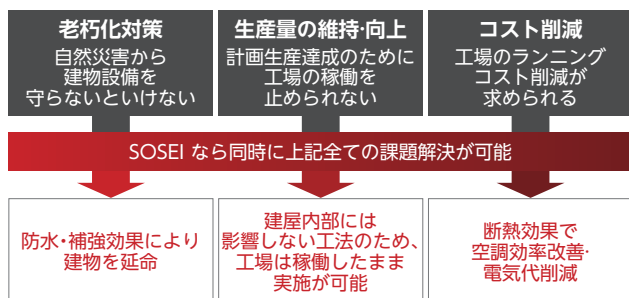 老朽化対策
自然災害から
建物設備を
守らないといけない
生産量の維持・向上
計画生産達成のために
工場の稼働を
止められない
コスト削減
工場のランニング
コスト削減が
求められる
SOSEI なら同時に上記全ての課題解決が可能
防水・補強効果により
建物を延命
建屋内部には
影響しない工法のため、
工場は稼働したまま
実施が可能
断熱効果で
空調効率改善・
電気代削減